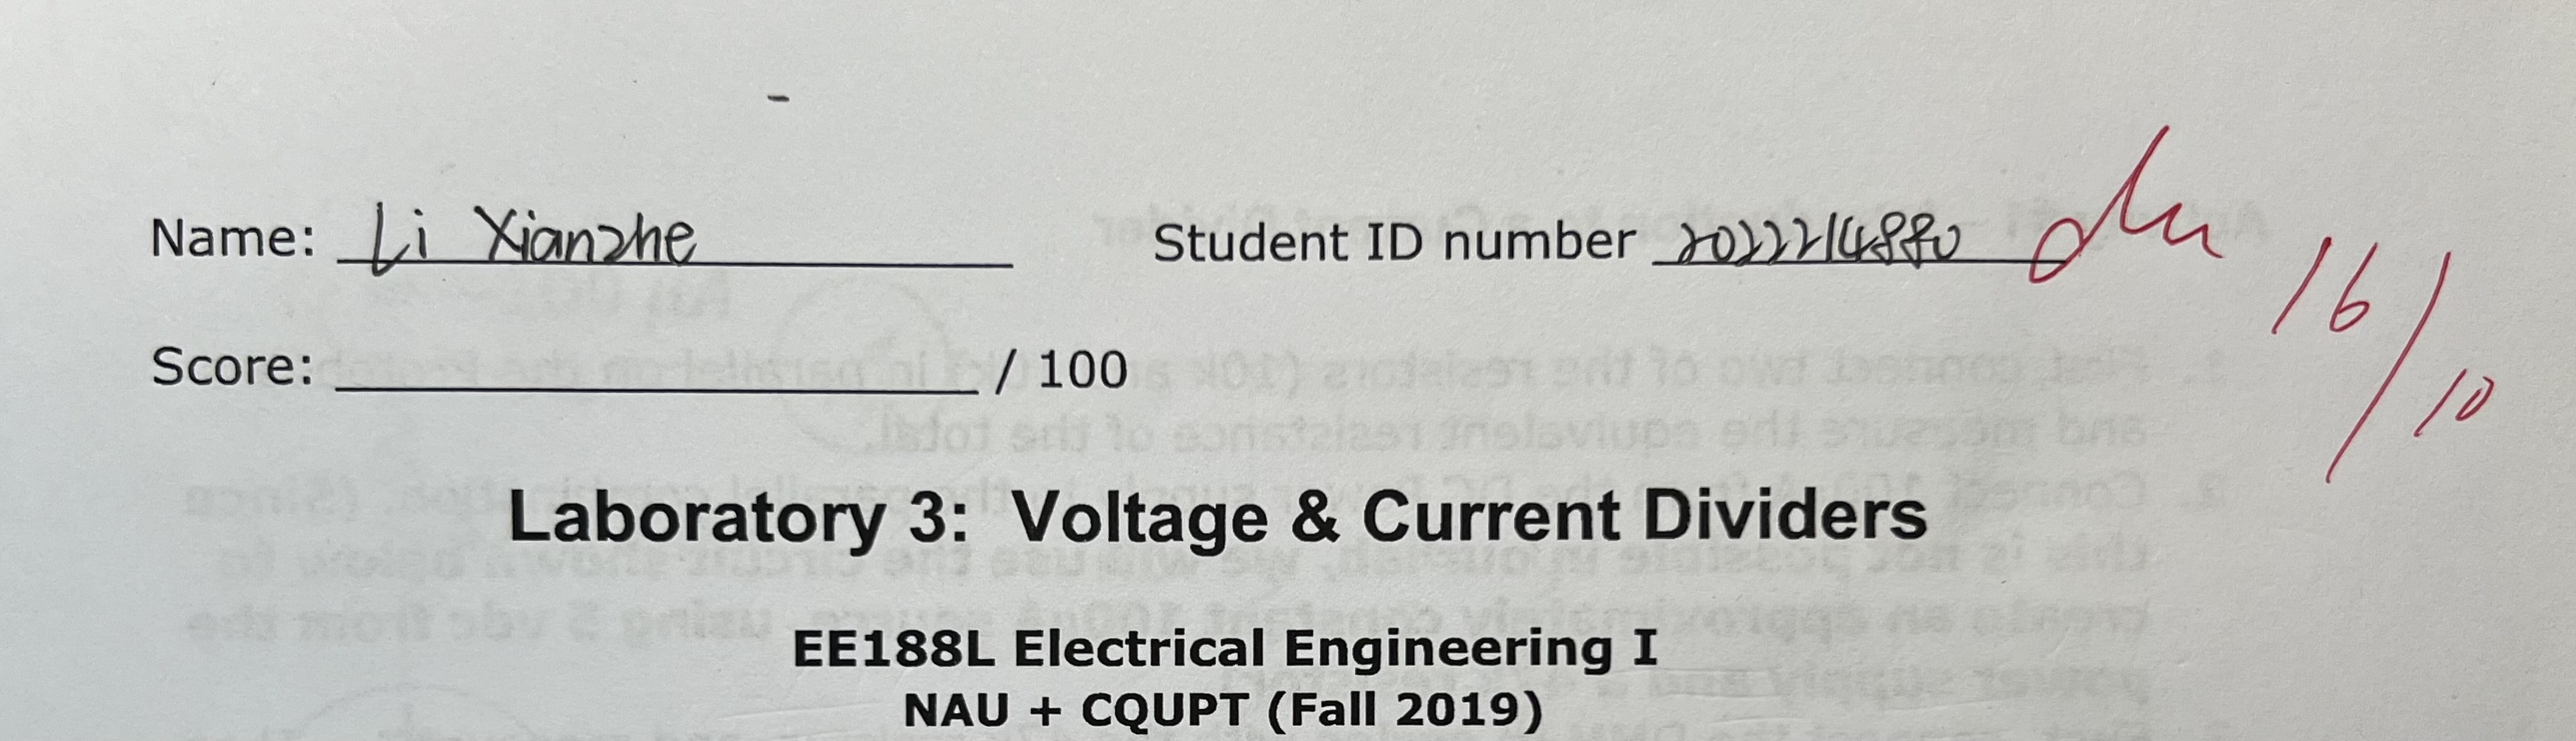 Name: Li Xianzhe Student ID number 2022214880
16/10
Score: / 100
Laboratory 3: Voltage & Current Dividers
EE188L Electrical Engineering I
NAU + CQUPT (Fall 2019)